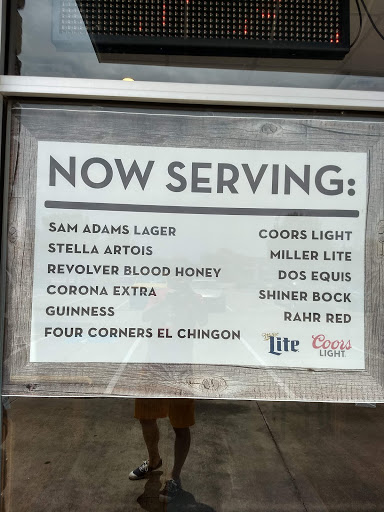 NOW SERVING:
SAM ADAMS LAGER
STELLA ARTOIS
REVOLVER BLOOD HONEY
CORONA EXTRA
GUINNESS
FOUR CORNERS EL CHINGON
COORS LIGHT
MILLER LITE
DOS EQUIS
SHINER BOCK
RAHR RED
Lite
Coors
LIGHT